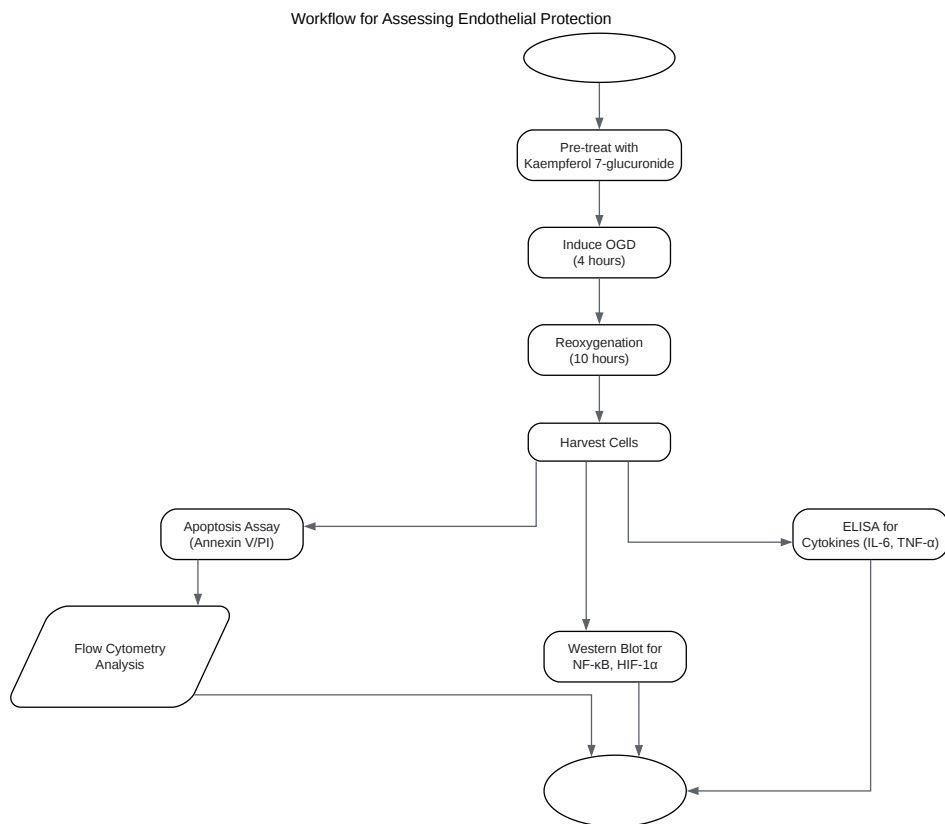 Workflow for Assessing Endothelial Protection
Pre-treat with
Kaempferol 7-glucuronide
Induce OGD
(4 hours)
Reoxygenation
(10 hours)
Harvest Cells
Apoptosis Assay
(Annexin V/PI)
ELISA for
Cytokines (IL-6, TNF-α)
Flow Cytometry
Analysis
Western Blot for
NF-κB, HIF-1α